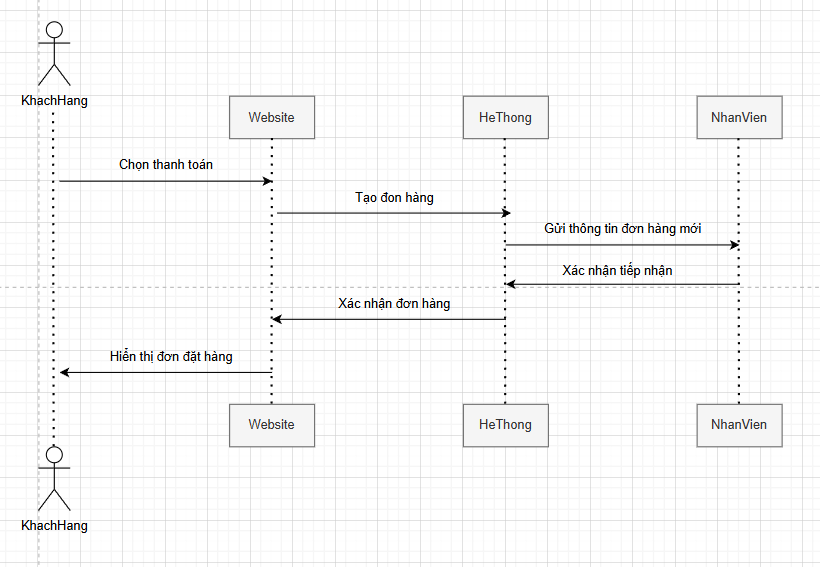 KhachHang
Website
HeThong
NhanVien
Chọn thanh toán
Tạo đon hàng
Gửi thông tin đơn hàng mới
Xác nhận tiếp nhận
Xác nhận đơn hàng
Hiển thị đơn đặt hàng
Website
HeThong
NhanVien
KhachHang